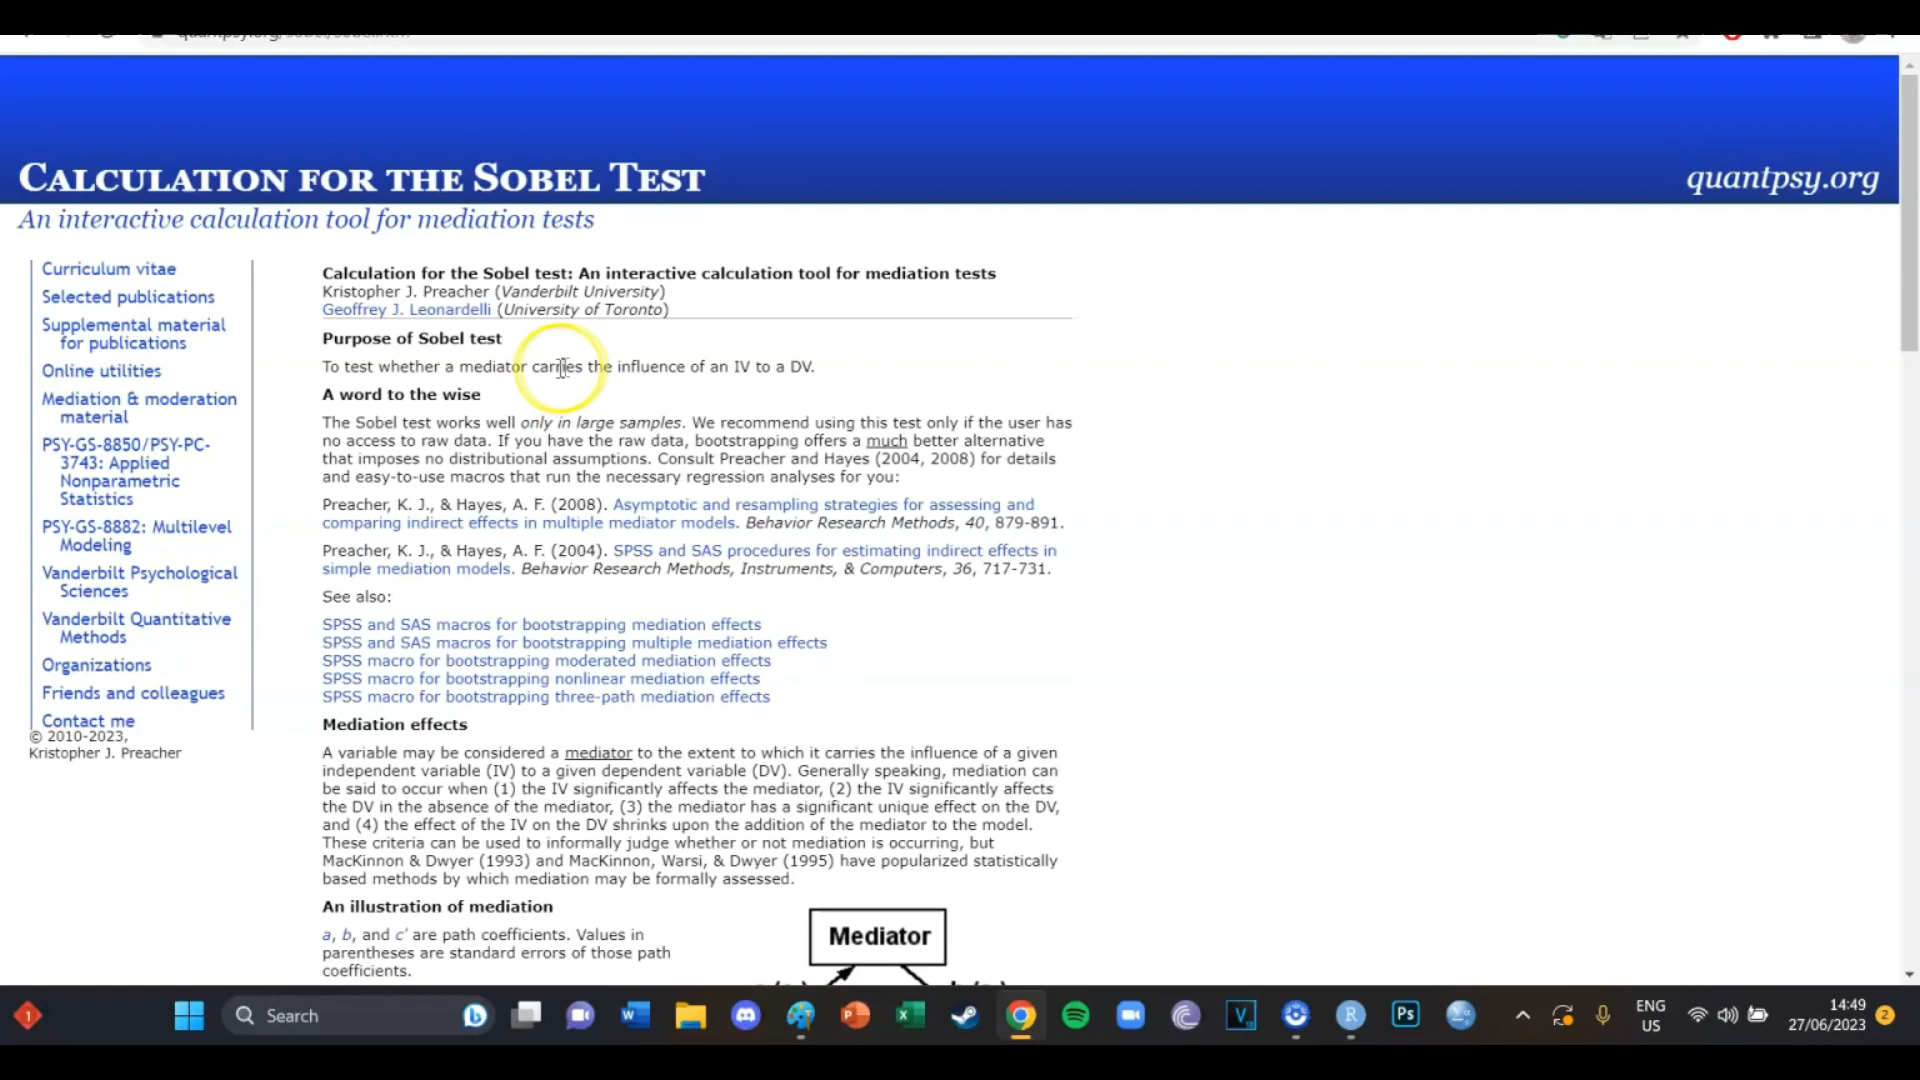 CALCULATION FOR THE SOBEL TEST
quantpsy.org
An interactive calculation tool for mediation tests
Curriculum vitae
Selected publications
Supplemental material
for publications
Online utilities
Mediation & moderation
material
PSY-GS-8850/PSY-PC-
3743: Applied
Nonparametric
Statistics
PSY-GS-8882: Multilevel
Modeling
Vanderbilt Psychological
Sciences
Vanderbilt Quantitative
Methods
Organizations
Friends and colleagues
Contact me
© 2010-2023,
Kristopher J. Preacher
Calculation for the Sobel test: An interactive calculation tool for mediation tests
Kristopher J. Preacher (Vanderbilt University)
Geoffrey J. Leonardelli (University of Toronto)
Purpose of Sobel test
To test whether a mediator carries the influence of an IV to a DV.
A word to the wise
The Sobel test works well only in large samples. We recommend using this test only if the user has
no access to raw data. If you have the raw data, bootstrapping offers a much better alternative
that imposes no distributional assumptions. Consult Preacher and Hayes (2004, 2008) for details
and easy-to-use macros that run the necessary regression analyses for you:
Preacher, K. J., & Hayes, A. F. (2008). Asymptotic and resampling strategies for assessing and
comparing indirect effects in multiple mediator models. Behavior Research Methods, 40, 879-891.
Preacher, K. J., & Hayes, A. F. (2004). SPSS and SAS procedures for estimating indirect effects in
simple mediation models. Behavior Research Methods, Instruments, & Computers, 36, 717-731.
See also:
SPSS and SAS macros for bootstrapping mediation effects
SPSS and SAS macros for bootstrapping multiple mediation effects
SPSS macro for bootstrapping moderated mediation effects
SPSS macro for bootstrapping nonlinear mediation effects
SPSS macro for bootstrapping three-path mediation effects
Mediation effects
A variable may be considered a mediator to the extent to which it carries the influence of a given
independent variable (IV) to a given dependent variable (DV). Generally speaking, mediation can
be said to occur when (1) the IV significantly affects the mediator, (2) the IV significantly affects
the DV in the absence of the mediator, (3) the mediator has a significant unique effect on the DV,
and (4) the effect of the IV on the DV shrinks upon the addition of the mediator to the model.
These criteria can be used to informally judge whether or not mediation is occurring, but
MacKinnon & Dwyer (1993) and MacKinnon, Warsi, & Dwyer (1995) have popularized statistically
based methods by which mediation may be formally assessed.
An illustration of mediation
a, b, and c' are path coefficients. Values in
parentheses are standard errors of those path
coefficients.
Mediator
1
Search
b
W
P
X
V
R
Ps
ENG
US
14:49
27/06/2023
2